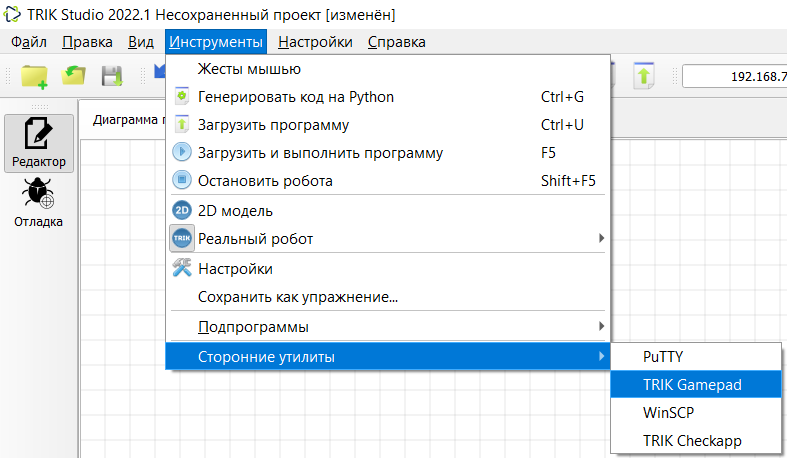 TRIK Studio 2022.1 Несохраненный проект [изменён]
Файл Правка Вид Инструменты Настройки Справка
192.168.7
Диаграмма
Редактор
Отладка
Жесты мышью
Генерировать код на Python Ctrl+G
Загрузить программу Ctrl+U
Загрузить и выполнить программу F5
Остановить робота Shift+F5
2D 2D модель
TRIK Реальный робот
Настройки
Сохранить как упражнение...
Подпрограммы
Сторонние утилиты
PuTTY
TRIK Gamepad
WinSCP
TRIK Checkapp